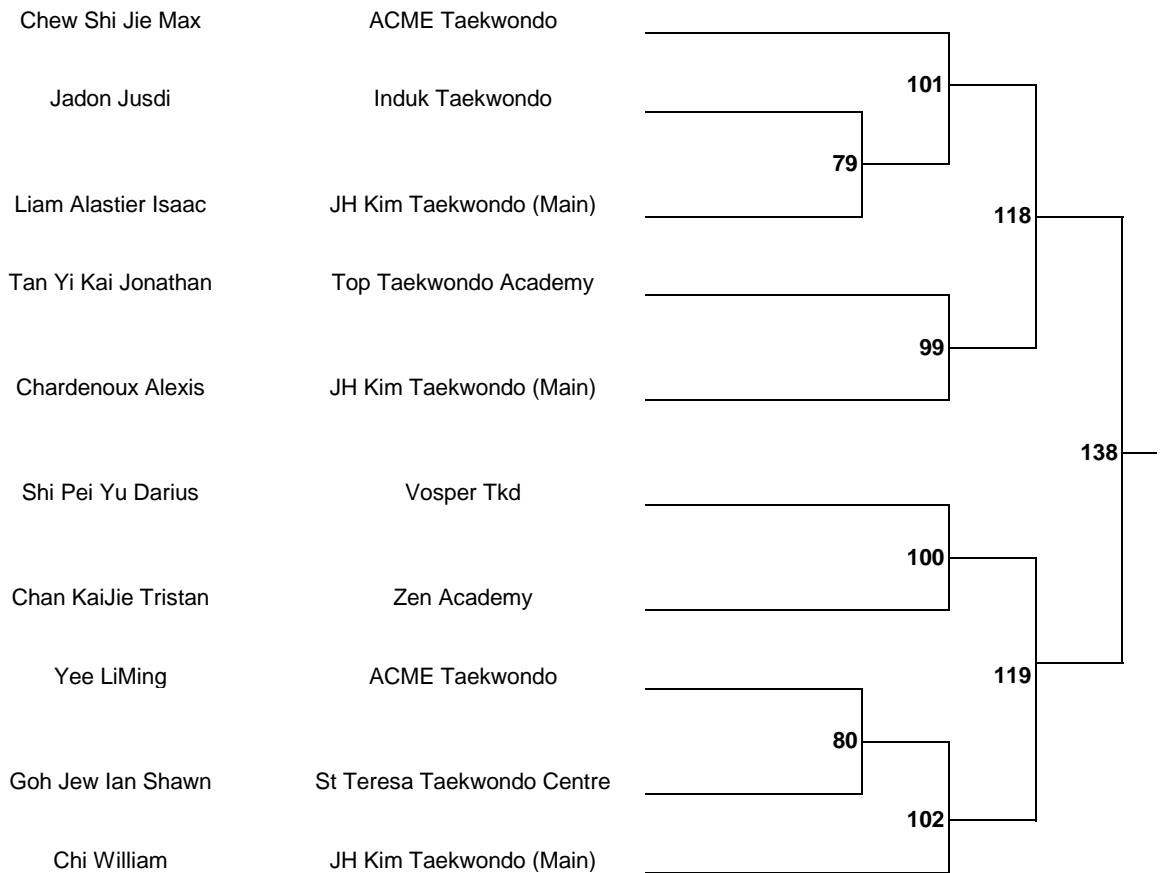 Chew Shi Jie Max ACME Taekwondo
101
Jadon Jusdi Induk Taekwondo
79
Liam Alastier Isaac JH Kim Taekwondo (Main)
118
Tan Yi Kai Jonathan Top Taekwondo Academy
99
Chardenoux Alexis JH Kim Taekwondo (Main)
138
Shi Pei Yu Darius Vosper Tkd
100
Chan KaiJie Tristan Zen Academy
Yee LiMing ACME Taekwondo
119
80
Goh Jew Ian Shawn St Teresa Taekwondo Centre
102
Chi William JH Kim Taekwondo (Main)